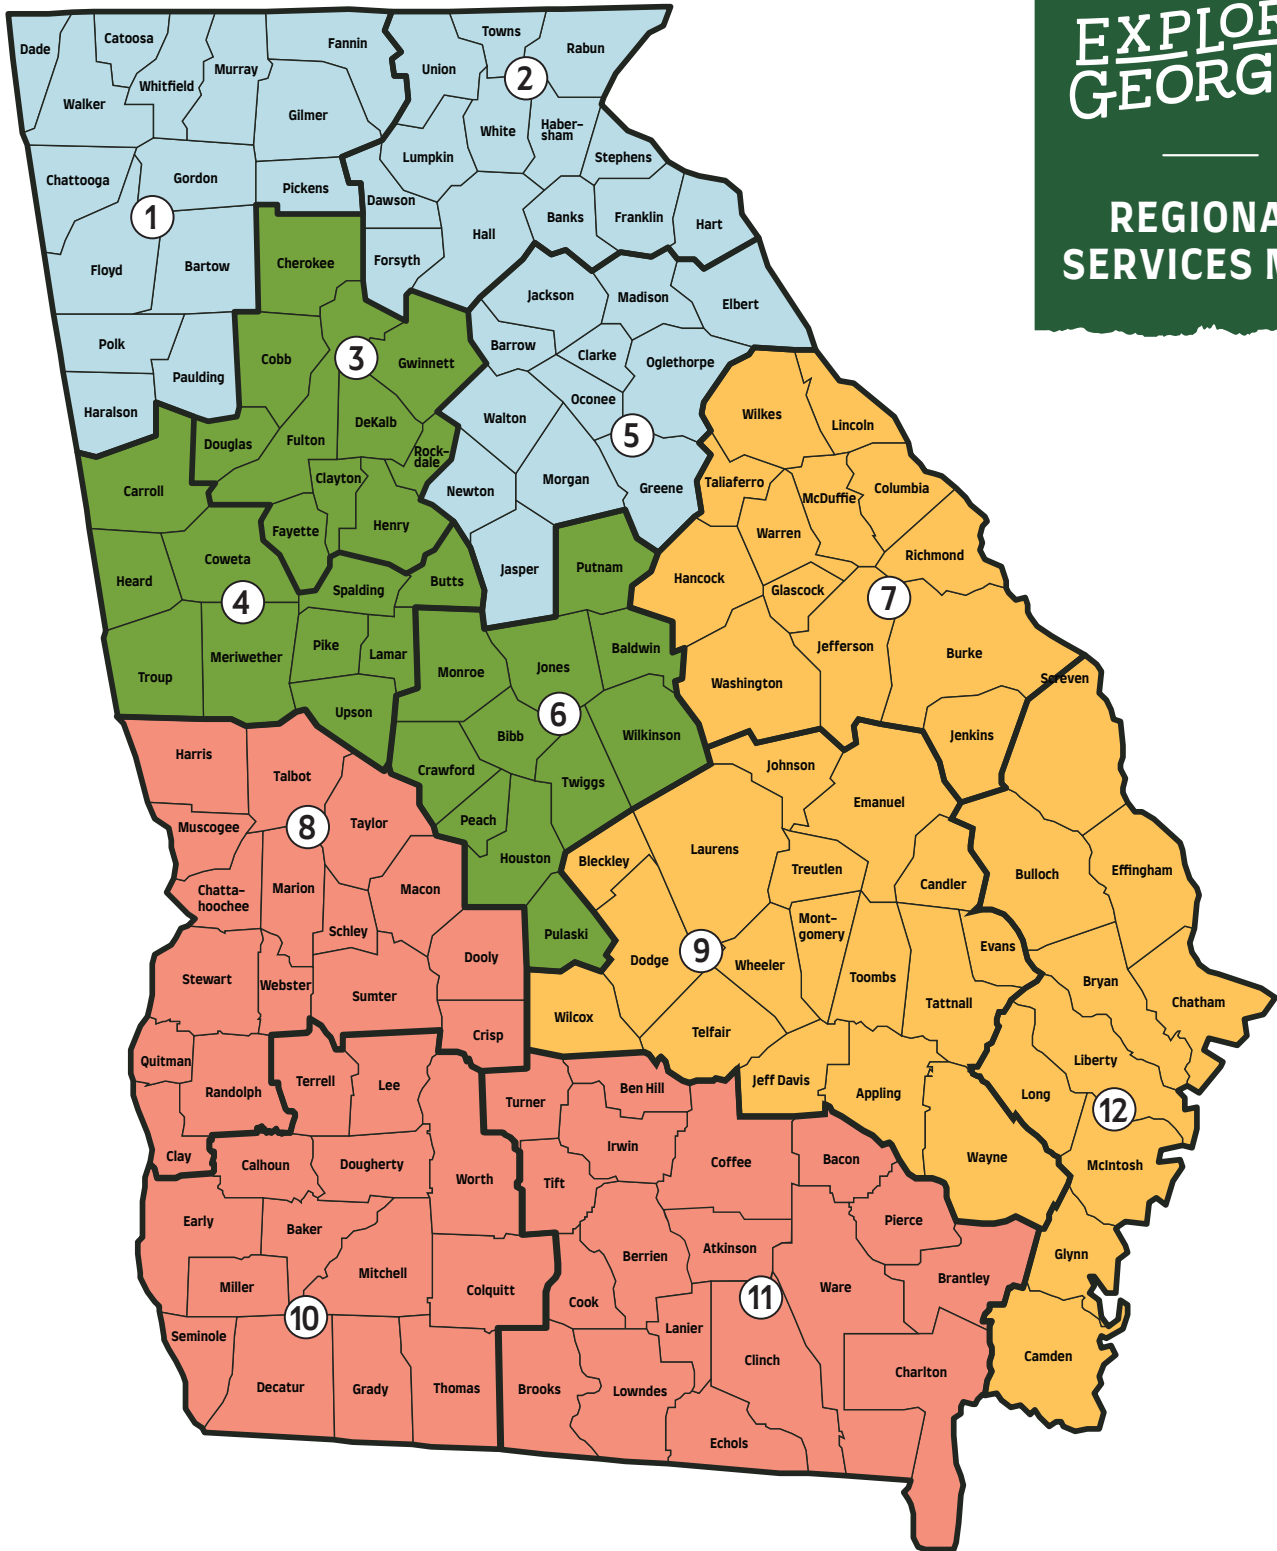 EXPLOR
GEORG
REGIONA
SERVICES M
Dade
Catoosa
Fannin
Towns
Rabun
Union
Whitfield
Murray
2
Walker
Gilmer
White
Haber-
sham
Lumpkin
Stephens
Chattooga
Gordon
Pickens
Dawson
1
Banks
Franklin
Hart
Hall
Floyd
Bartow
Cherokee
Forsyth
Jackson
Madison
Elbert
Polk
Cobb
3
Gwinnett
Barrow
Clarke
Oglethorpe
Paulding
Haralson
Oconee
Walton
Wilkes
Lincoln
Douglas
Fulton
DeKalb
Rock-
dale
5
Carroll
Clayton
Newton
Morgan
Greene
Taliaferro
McDuffie
Columbia
Fayette
Henry
Warren
Richmond
Heard
Coweta
Spalding
Butts
Jasper
Putnam
Hancock
Glascock
7
4
Pike
Lamar
Meriwether
Troup
Upson
Monroe
Jones
Baldwin
Jefferson
Burke
Washington
Screven
6
Bibb
Wilkinson
Jenkins
Harris
Talbot
Crawford
Twiggs
Johnson
Emanuel
Muscogee
8
Taylor
Peach
Houston
Bleckley
Laurens
Treutlen
Candler
Bulloch
Effingham
Chatta-
hoochee
Marion
Macon
Schley
Pulaski
Mont-
gomery
Evans
Stewart
Webster
Sumter
Dooly
Dodge
9
Wheeler
Toombs
Tattnall
Bryan
Chatham
Crisp
Wilcox
Telfair
Quitman
Randolph
Terrell
Lee
Turner
Ben Hill
Jeff Davis
Appling
Liberty
Long
12
Clay
Calhoun
Dougherty
Worth
Tift
Irwin
Coffee
Bacon
Wayne
McIntosh
Early
Baker
Pierce
Miller
Mitchell
Colquitt
Berrien
Atkinson
Ware
Brantley
Glynn
Cook
11
10
Seminole
Lanier
Clinch
Camden
Decatur
Grady
Thomas
Brooks
Lowndes
Charlton
Echols